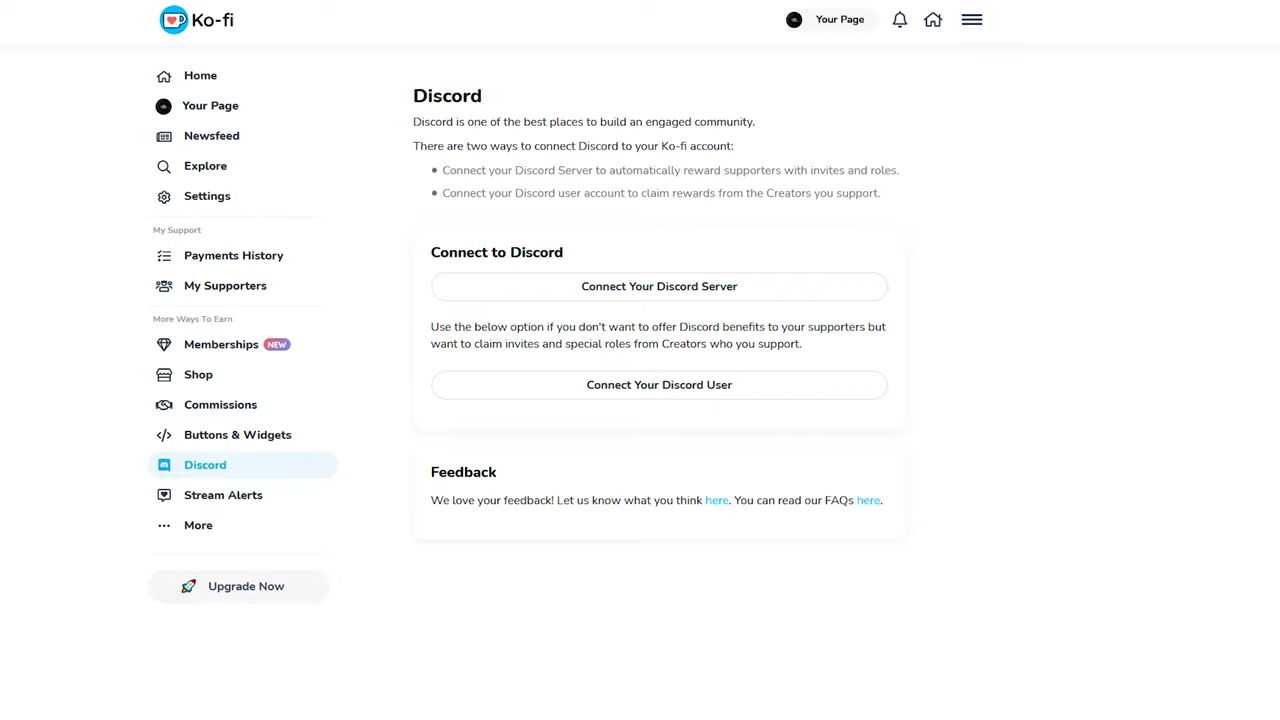 Ko-fi
Your Page
Home
Your Page
Newsfeed
Explore
Settings
My Support
Payments History
My Supporters
More Ways To Earn
Memberships NEW
Shop
Commissions
Buttons & Widgets
Discord
Stream Alerts
More
Upgrade Now
Discord
Discord is one of the best places to build an engaged community.
There are two ways to connect Discord to your Ko-fi account:
Connect your Discord Server to automatically reward supporters with invites and roles.
Connect your Discord user account to claim rewards from the Creators you support.
Connect to Discord
Connect Your Discord Server
Use the below option if you don't want to offer Discord benefits to your supporters but
want to claim invites and special roles from Creators who you support.
Connect Your Discord User
Feedback
We love your feedback! Let us know what you think here. You can read our FAQs here.